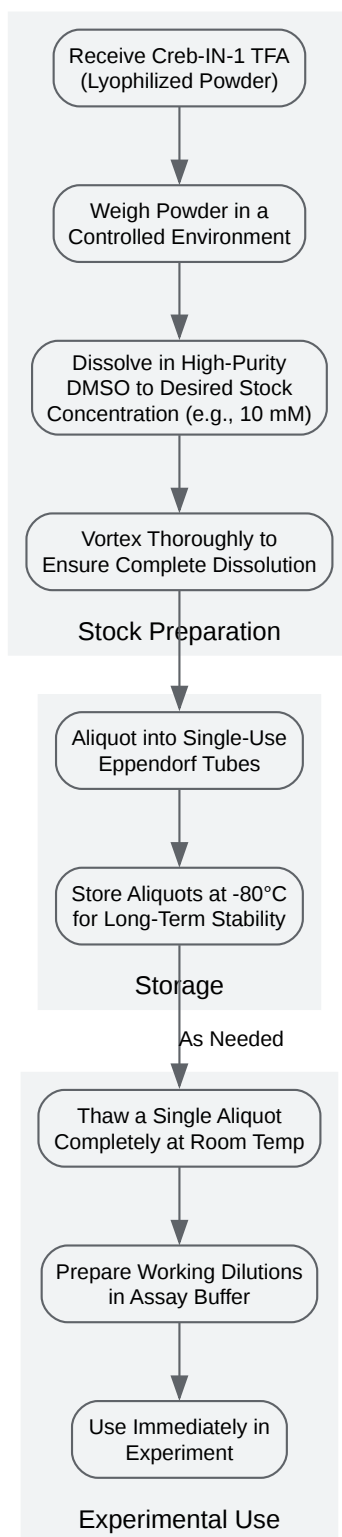 Receive Creb-IN-1 TFA
(Lyophilized Powder)
Weigh Powder in a
Controlled Environment
Dissolve in High-Purity
DMSO to Desired Stock
Concentration (e.g., 10 mM)
Vortex Thoroughly to
Ensure Complete Dissolution
Stock Preparation
Aliquot into Single-Use
Eppendorf Tubes
Store Aliquots at -80°C
for Long-Term Stability
Storage
As Needed
Thaw a Single Aliquot
Completely at Room Temp
Prepare Working Dilutions
in Assay Buffer
Use Immediately in
Experiment
Experimental Use